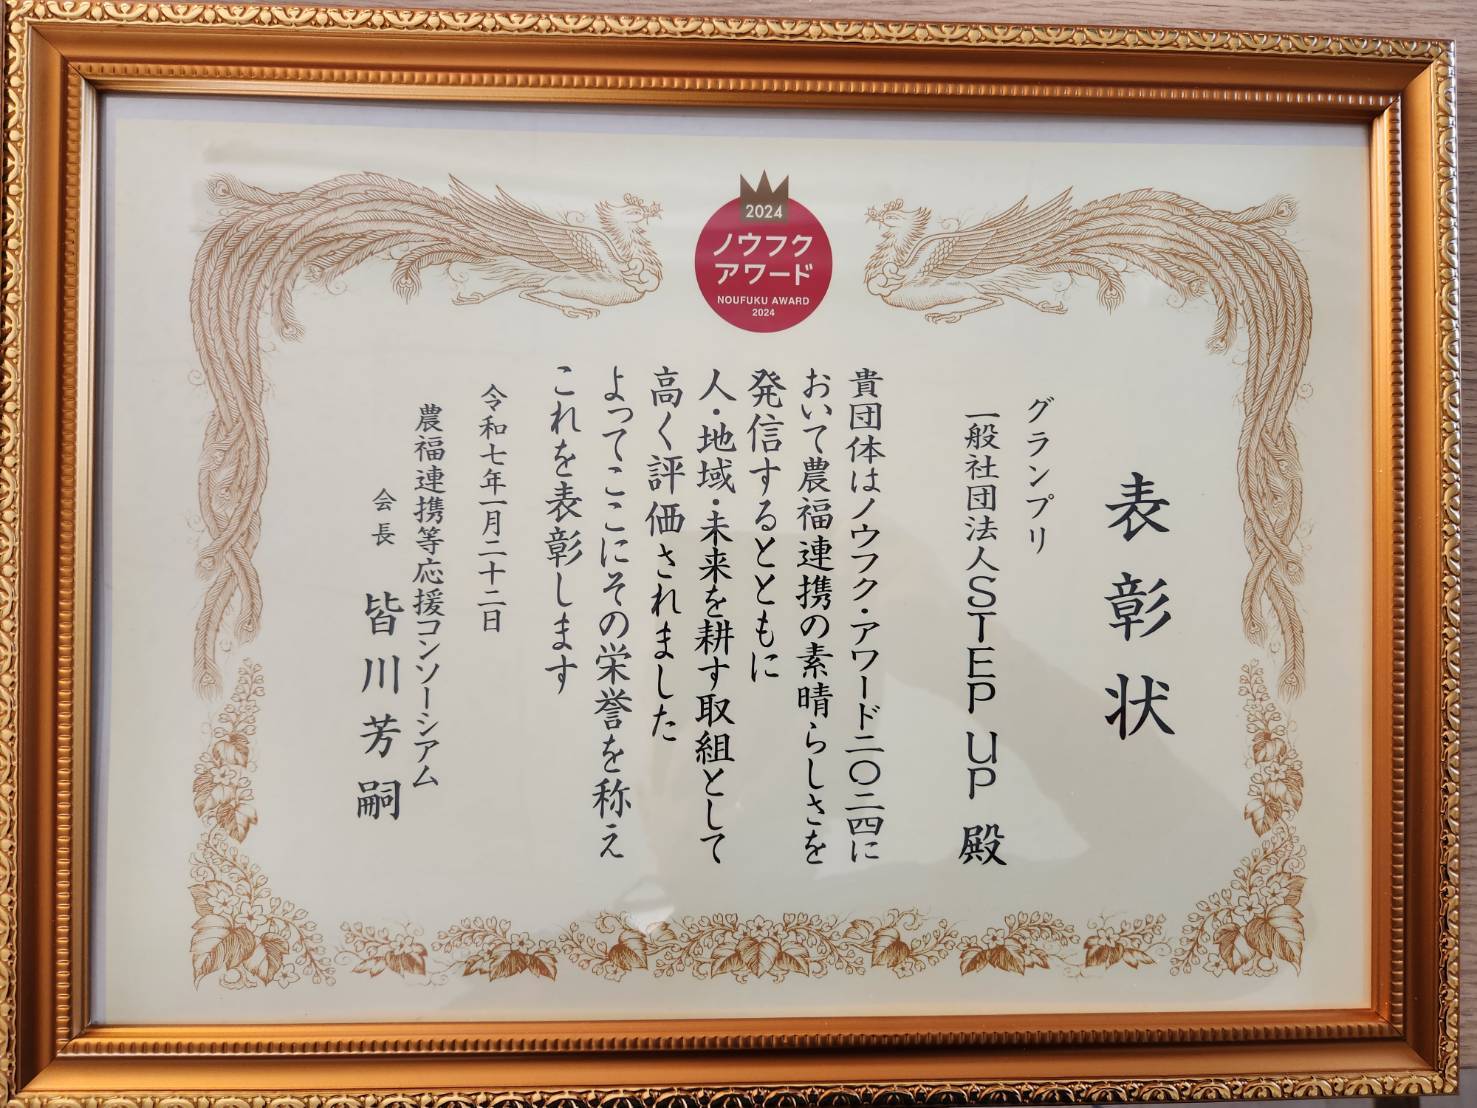 2024
ノウフク
アワード
NOUFUKU AWARD
2024
表彰状
グランプリ
一般社団法人STEP UP 殿
貴団体はノウフク・アワード二〇二四に
おいて農福連携の素晴らしさを
発信するとともに
人・地域・未来を耕す取組として
高く評価されました
よってここにその栄誉を称え
これを表彰します
令和七年一月二十二日
農福連携等応援コンソーシアム
会長 皆川芳嗣